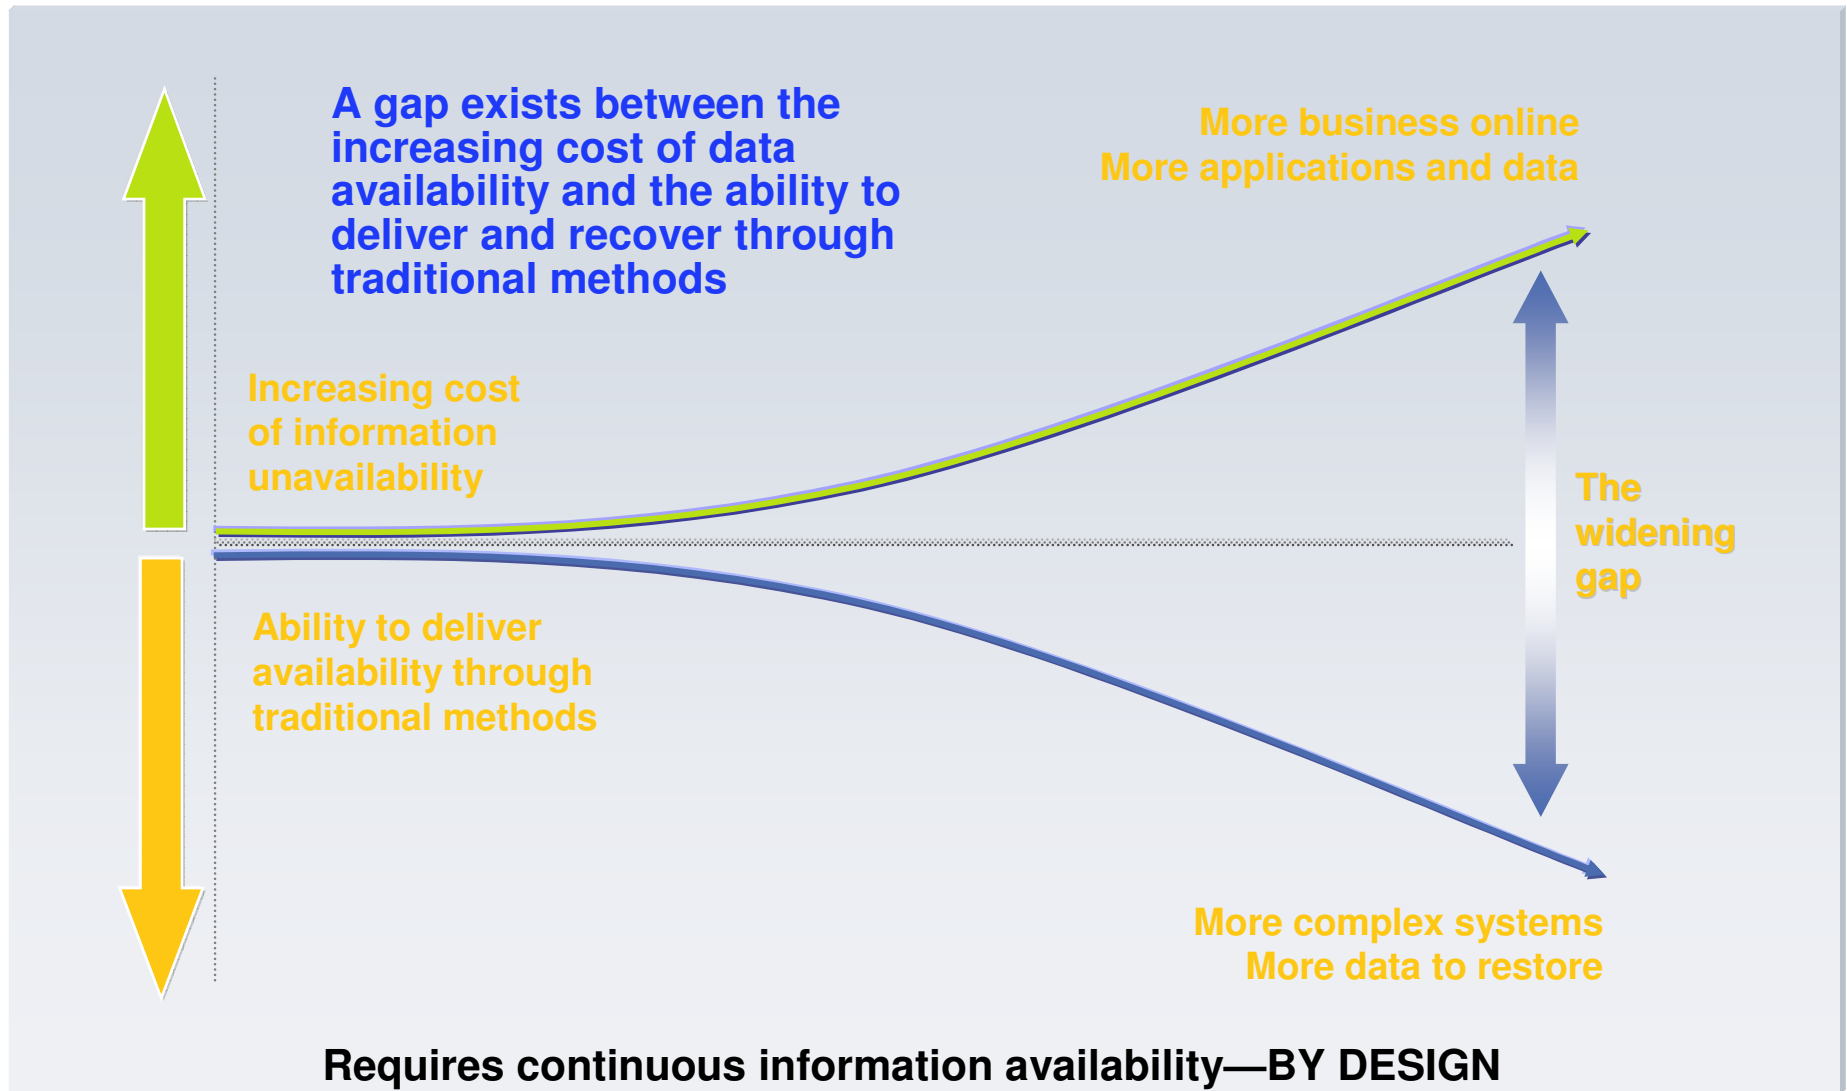 A gap exists between the
increasing cost of data
availability and the ability to
deliver and recover through
traditional methods
More business online
More applications and data
Increasing cost
of information
unavailability
The
widening
gap
Ability to deliver
availability through
traditional methods
More complex systems
More data to restore
Requires continuous information availability—BY DESIGN